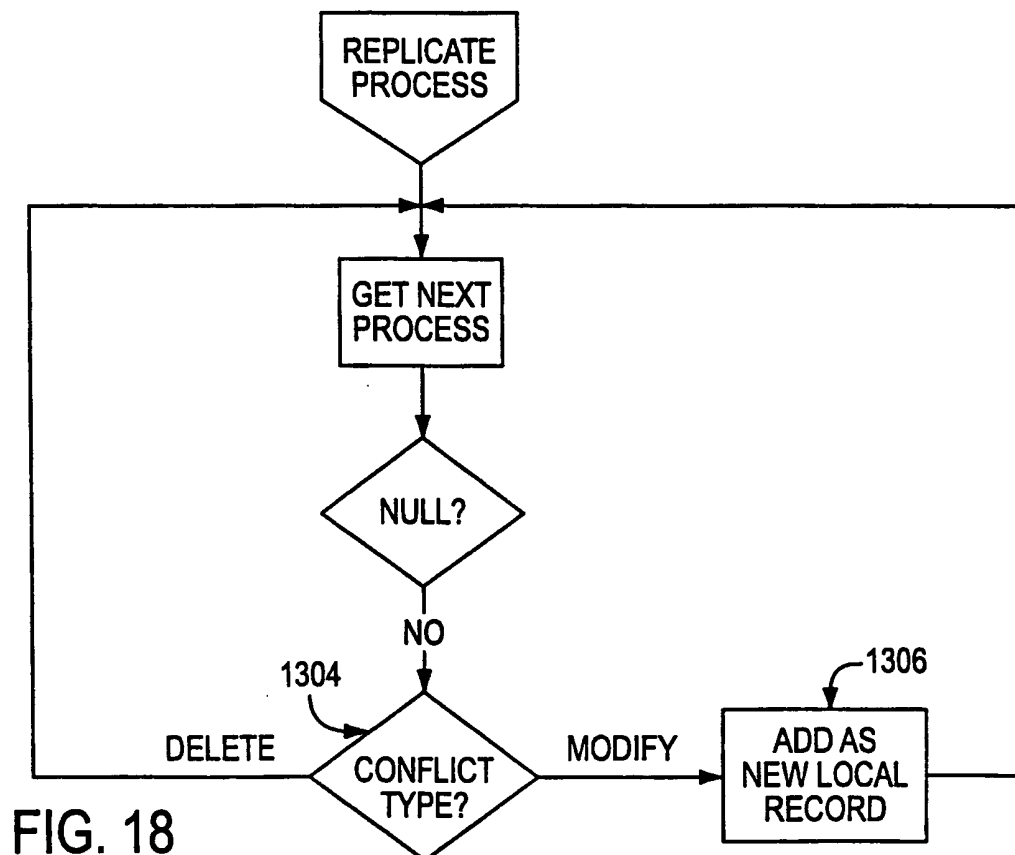 REPLICATE
PROCESS
GET NEXT
PROCESS
NULL?
NO
1304
1306
DELETE
CONFLICT
TYPE?
MODIFY
ADD AS
NEW LOCAL
RECORD
FIG. 18